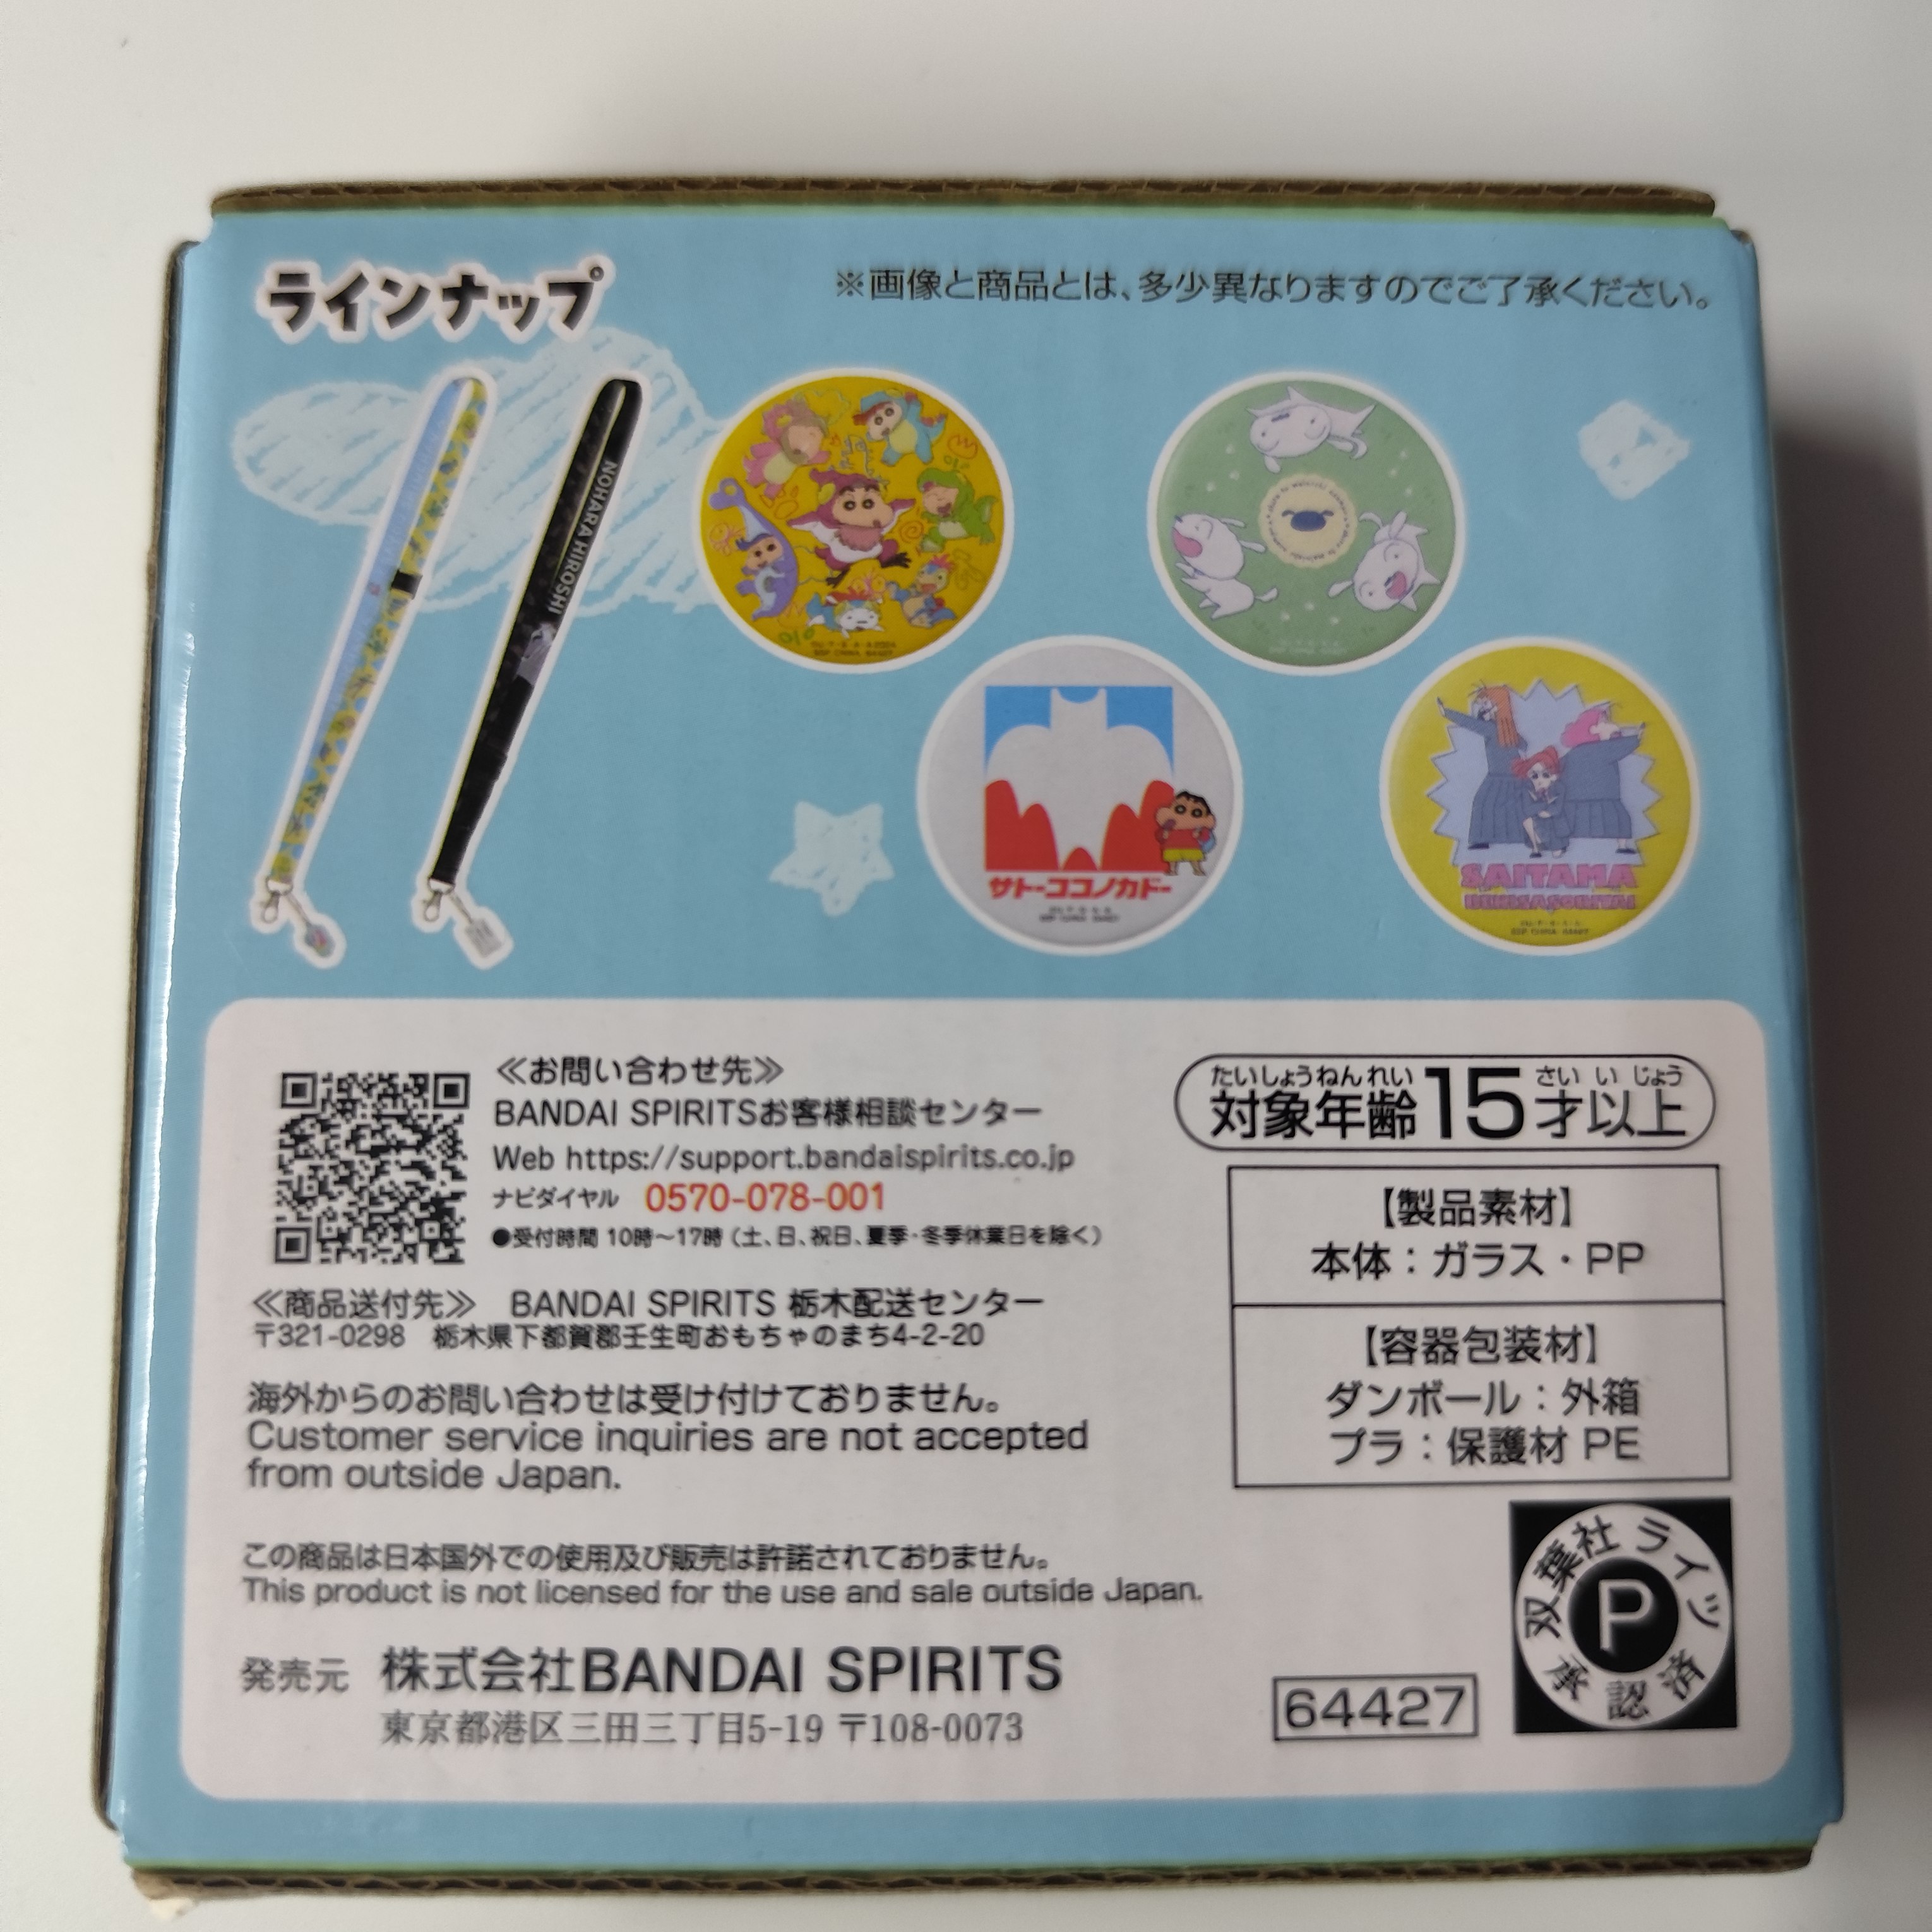 ラインナップ
※画像と商品とは、多少異なりますのでご了承ください。
NOHARA HIROSHI
サトーココノカドー
SAITAMA
≪お問い合わせ先≫
BANDAI SPIRITSお客様相談センター
Web https://support.bandaispirits.co.jp
ナビダイヤル 0570-078-001
●受付時間 10時～17時（土、日、祝日、夏季・冬季休業日を除く）
≪商品送付先≫ BANDAI SPIRITS 栃木配送センター
〒321-0298 栃木県下都賀郡壬生町おもちゃのまち4-2-20
海外からのお問い合わせは受け付けておりません。
Customer service inquiries are not accepted
from outside Japan.
この商品は日本国外での使用及び販売は許諾されておりません。
This product is not licensed for the use and sale outside Japan.
発売元 株式会社BANDAI SPIRITS
東京都港区三田三丁目5-19 〒108-0073
たいしょうねんれい さいいじょう
対象年齢15才以上
【製品素材】
本体：ガラス・PP
【容器包装材】
ダンボール：外箱
プラ：保護材 PE
64427
双葉社ライツ
P
承認済